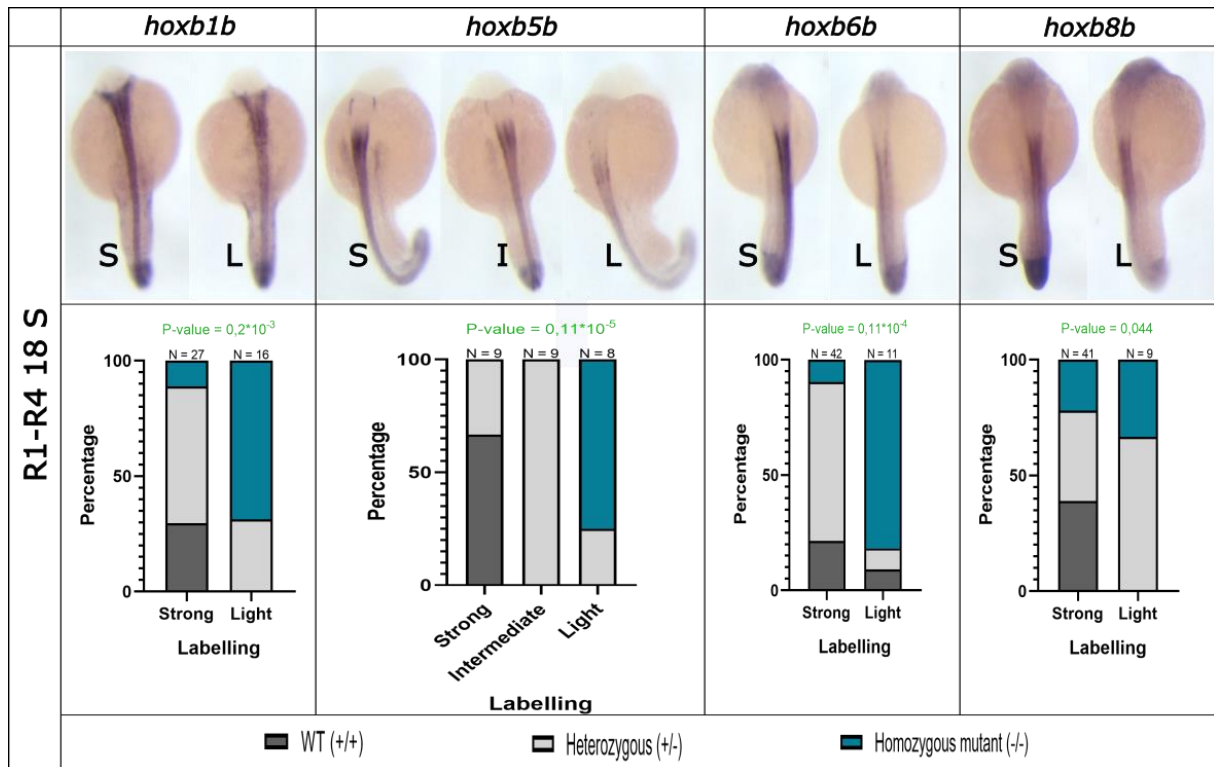 hoxb1b
hoxb5b
hoxb6b
hoxb8b
R1-R4 18 S
S
L
S
I
L
S
L
S
L
P-value = 0,2*10-3
N = 27
N = 16
100
50
0
Percentage
Strong
Light
Labelling
P-value = 0,11*10-5
N = 9
N = 9
N = 8
100
50
0
Percentage
Strong
Intermediate
Light
Labelling
P-value = 0,11*10-4
N = 42
N = 11
100
50
0
Percentage
Strong
Light
Labelling
P-value = 0,044
N = 41
N = 9
100
50
0
Percentage
Strong
Light
Labelling
WT (+/+)
Heterozygous (+/-)
Homozygous mutant (-/-)